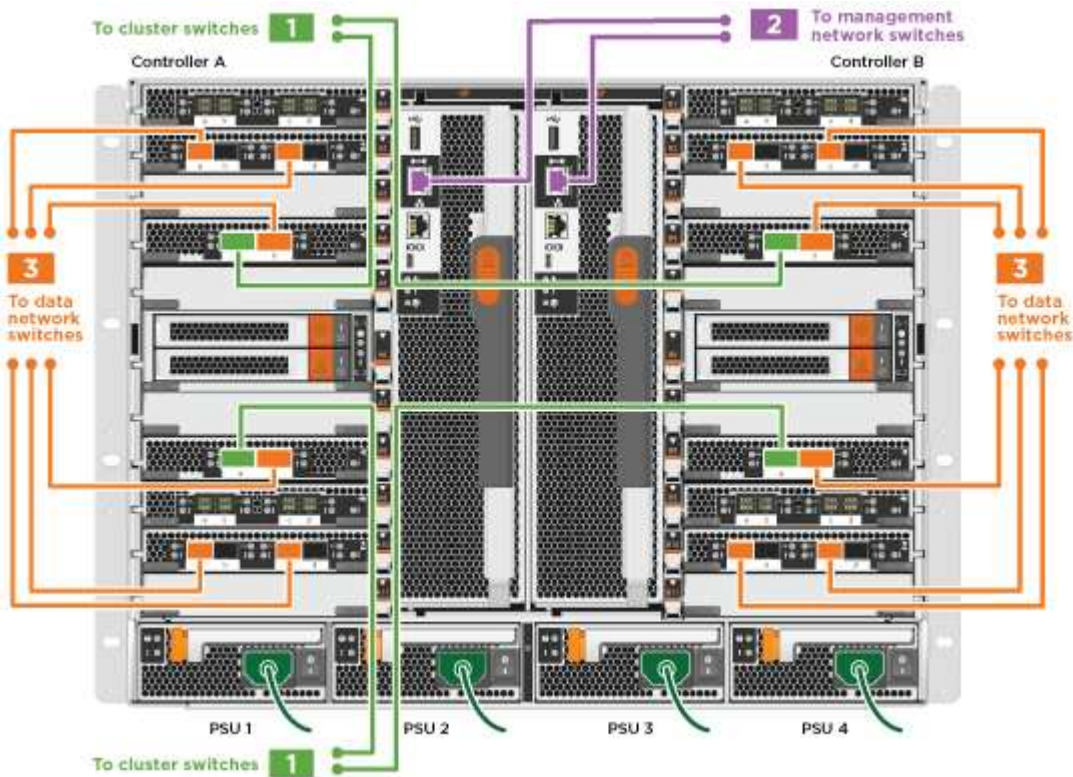 To cluster switches 1
2 To management
network switches
Controller A
Controller B
3
To data
network
switches
3
To data
network
switches
PSU 1
PSU 2
PSU 3
PSU 4
To cluster switches 1